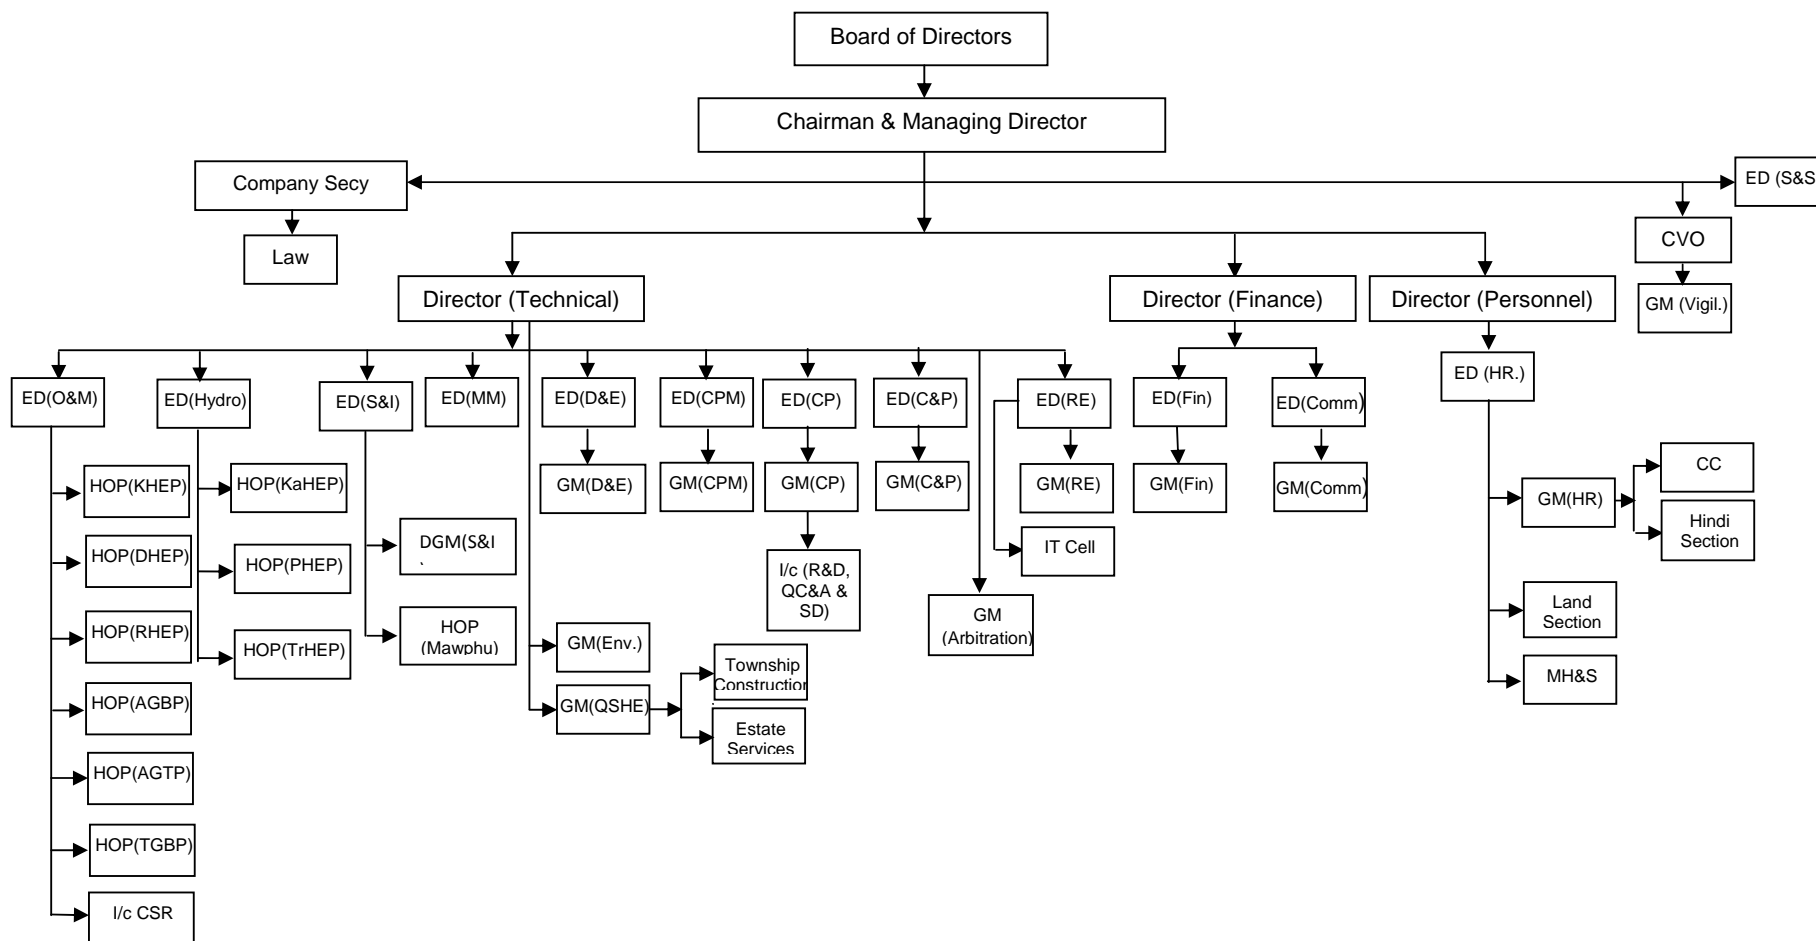 Board of Directors
Chairman & Managing Director
Company Secy
ED (S&S
Law
CVO
GM (Vigil.)
Director (Technical)
Director (Finance)
Director (Personnel)
ED(O&M)
ED(Hydro)
ED(S&I)
ED(MM)
ED(D&E)
ED(CPM)
ED(CP)
ED(C&P)
ED(RE)
ED(Fin)
ED(Comm)
ED (HR.)
HOP(KHEP)
HOP(KaHEP)
GM(D&E)
GM(CPM)
GM(CP)
GM(C&P)
GM(RE)
GM(Fin)
GM(Comm)
GM(HR)
CC
Hindi
Section
HOP(DHEP)
HOP(PHEP)
DGM(S&I
I/c (R&D,
QC&A &
SD)
IT Cell
HOP(RHEP)
HOP(TrHEP)
HOP
(Mawphu)
GM(Env.)
GM
(Arbitration)
Land
Section
HOP(AGBP)
GM(QSHE)
Township
Construction
Estate
Services
MH&S
HOP(AGTP)
HOP(TGBP)
I/c CSR